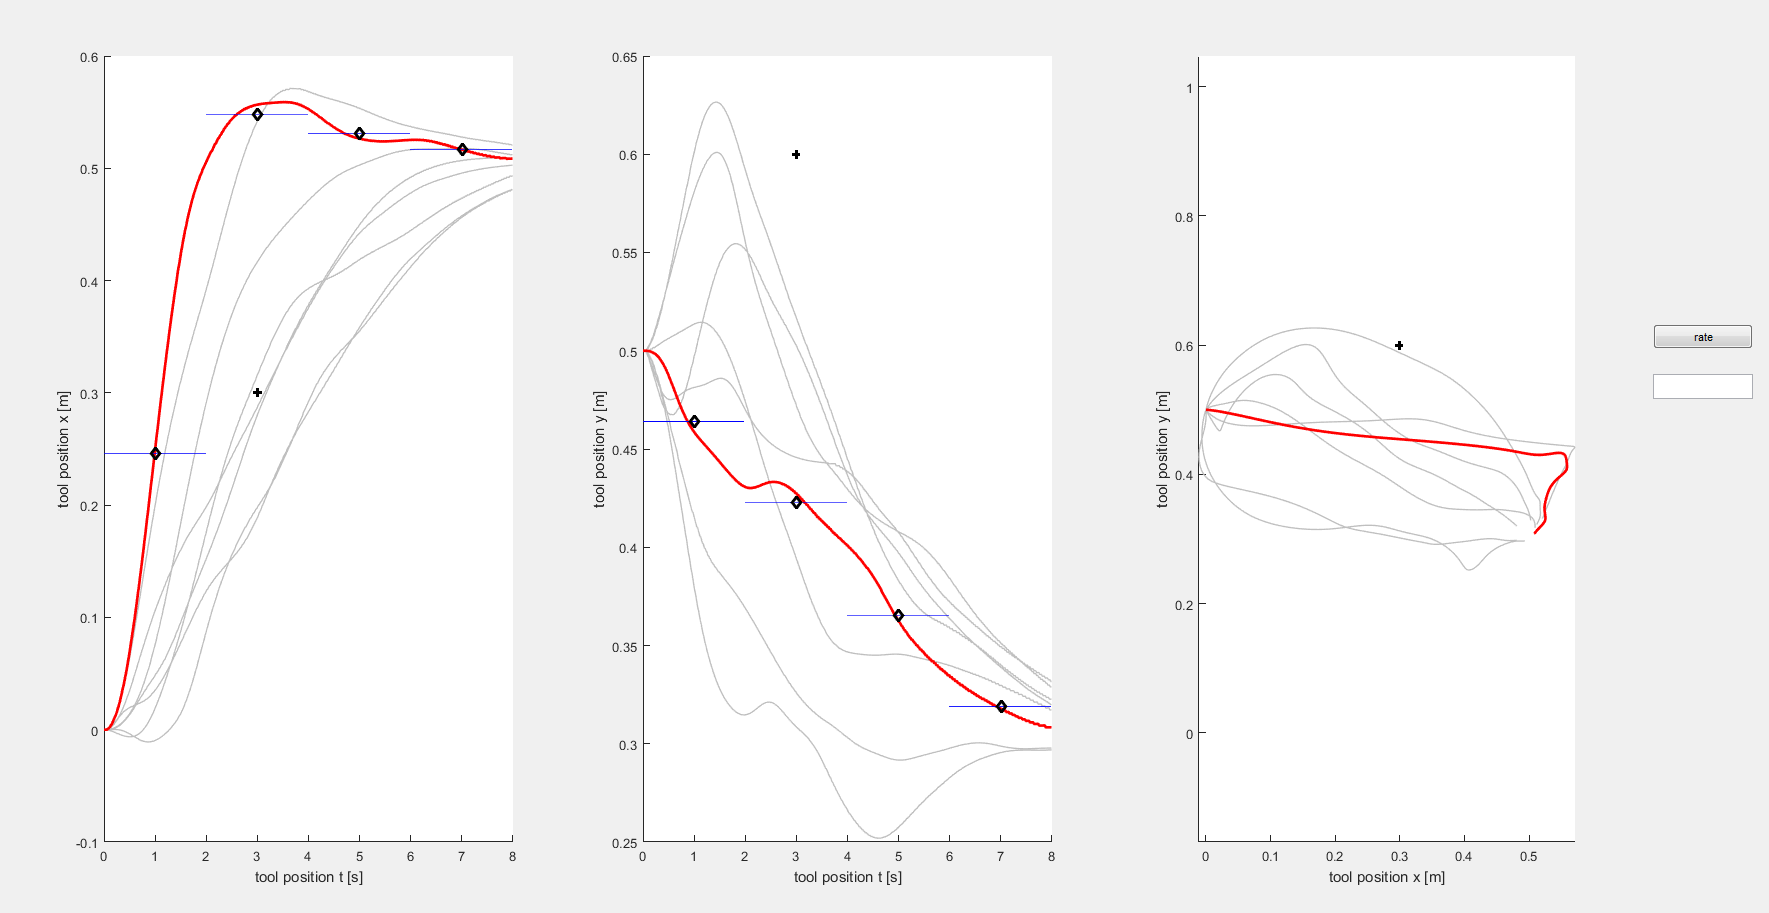 0.6
0.5
0.4
0.3
0.2
0.1
0
-0.1
tool position x [m]
0 1 2 3 4 5 6 7 8
tool position t [s]
0.65
0.6
0.55
0.5
0.45
0.4
0.35
0.3
0.25
tool position y [m]
0 1 2 3 4 5 6 7 8
tool position t [s]
1
0.8
0.6
0.4
0.2
0
tool position y [m]
0 0.1 0.2 0.3 0.4 0.5
tool position x [m]
rate